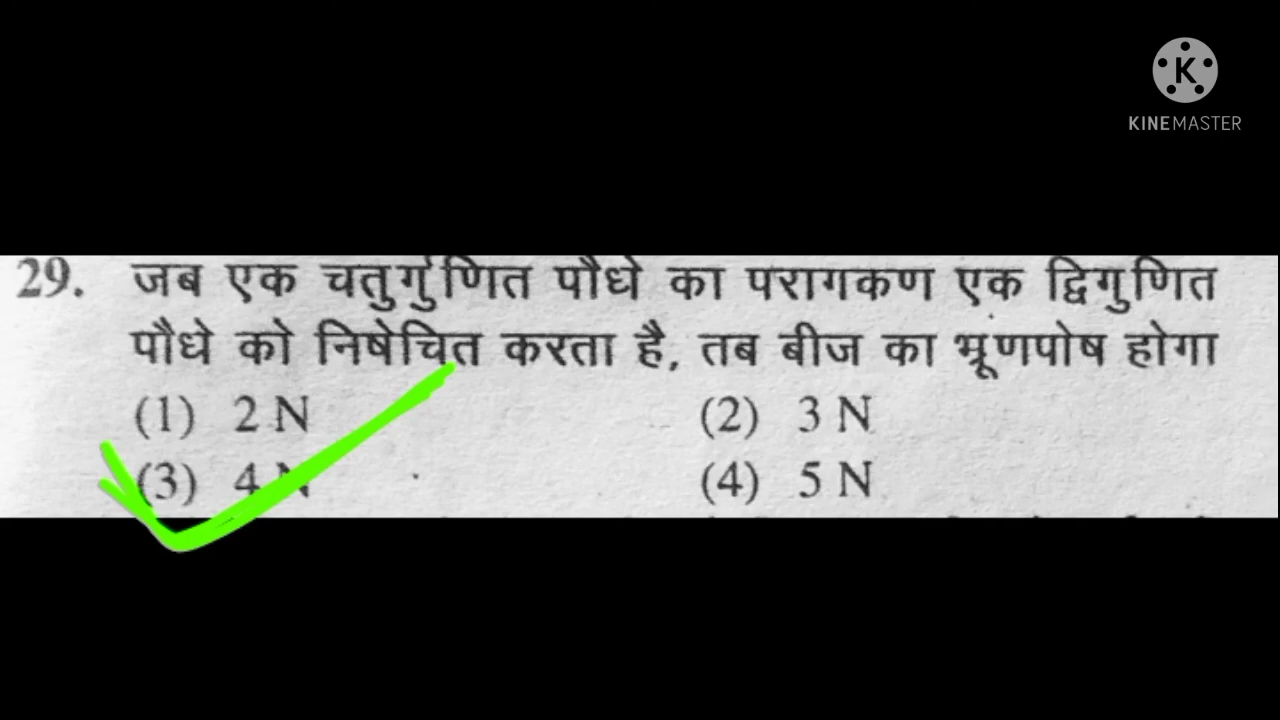 KINEMASTER
29. जब एक चतुर्गुणित पौधे का परागकण एक द्विगुणित
पौधे को निषेचित करता है, तब बीज का भ्रूणपोष होगा
(1) 2 N (2) 3 N
(3) 4 N (4) 5 N